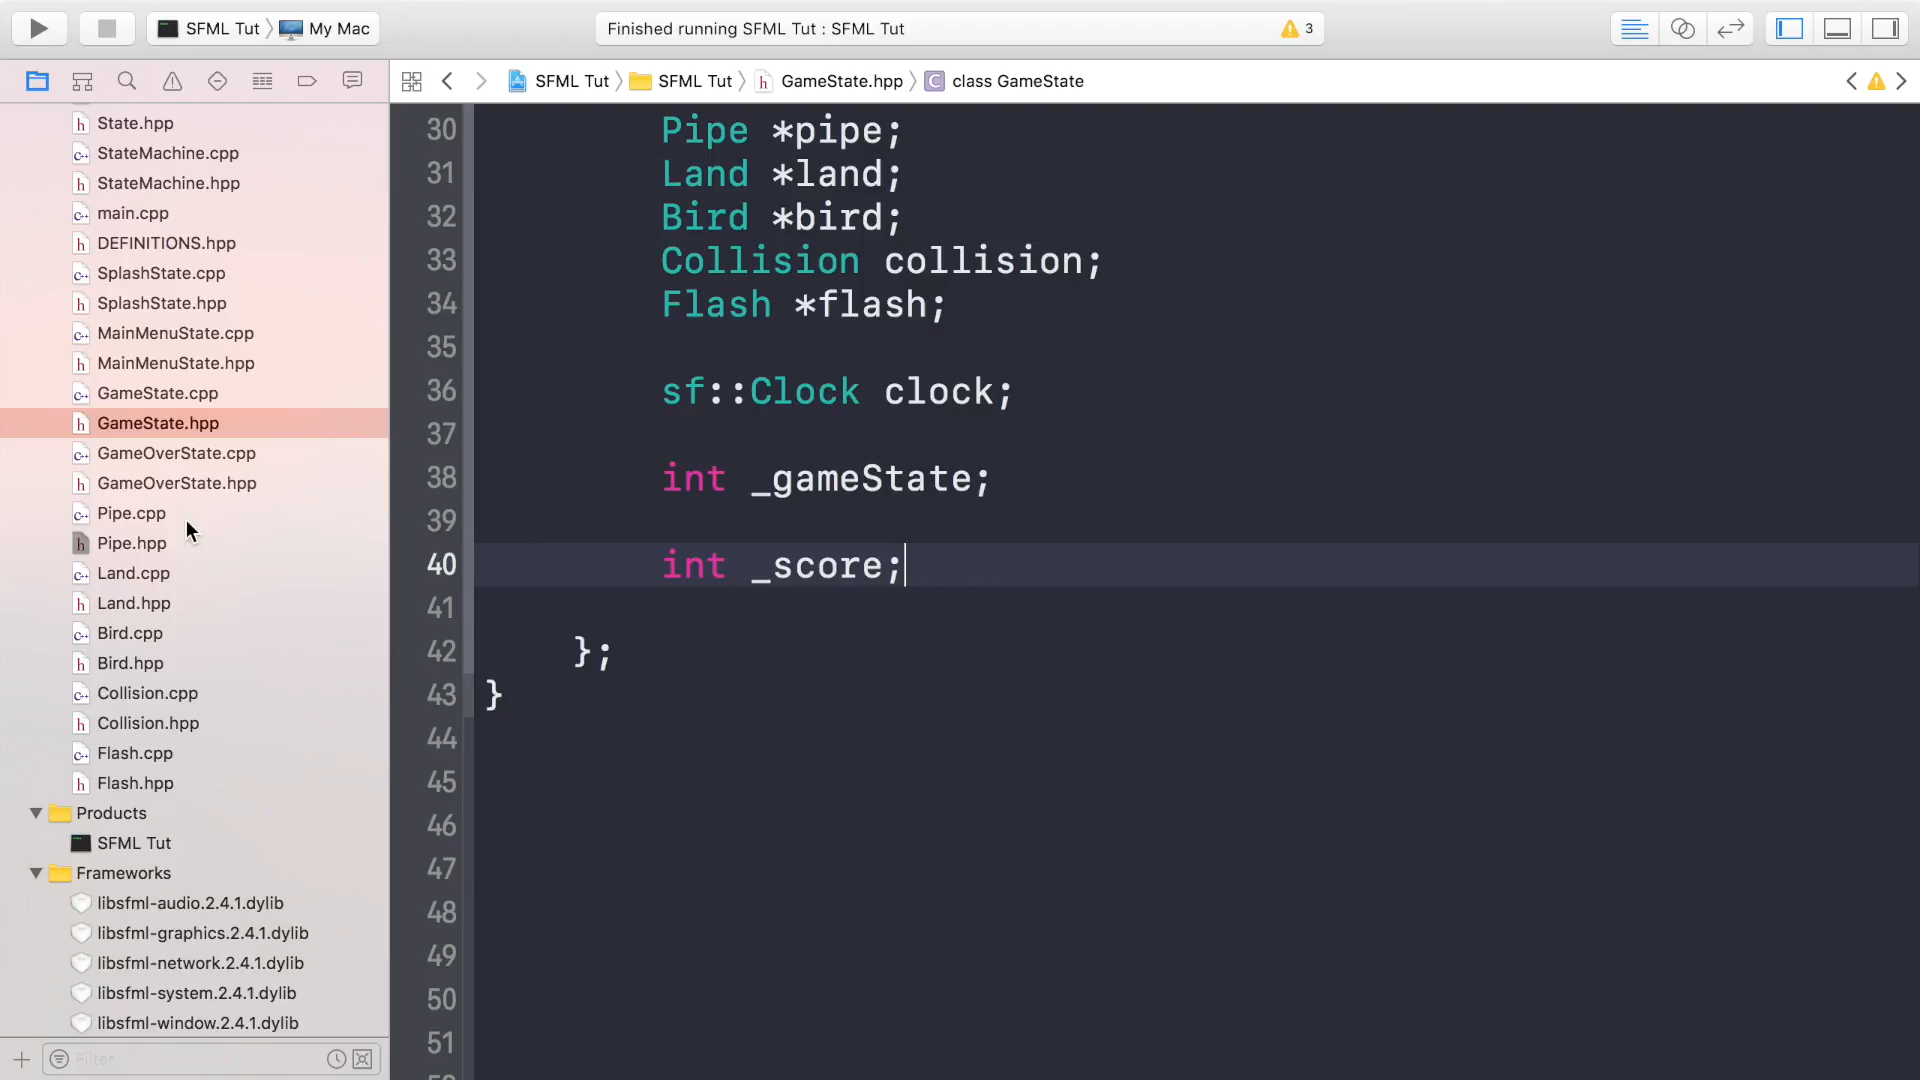 SFML Tut My Mac
Finished running SFML Tut : SFML Tut
3
SFML Tut SFML Tut GameState.hpp class GameState
State.hpp
StateMachine.cpp
StateMachine.hpp
main.cpp
DEFINITIONS.hpp
SplashState.cpp
SplashState.hpp
MainMenuState.cpp
MainMenuState.hpp
GameState.cpp
GameState.hpp
GameOverState.cpp
GameOverState.hpp
Pipe.cpp
Pipe.hpp
Land.cpp
Land.hpp
Bird.cpp
Bird.hpp
Collision.cpp
Collision.hpp
Flash.cpp
Flash.hpp
Products
SFML Tut
Frameworks
libsfml-audio.2.4.1.dylib
libsfml-graphics.2.4.1.dylib
libsfml-network.2.4.1.dylib
libsfml-system.2.4.1.dylib
libsfml-window.2.4.1.dylib
Filter
30 Pipe *pipe;
31 Land *land;
32 Bird *bird;
33 Collision collision;
34 Flash *flash;
35
36 sf::Clock clock;
37
38 int _gameState;
39
40 int _score;
41
42 };
43 }
44
45
46
47
48
49
50
51